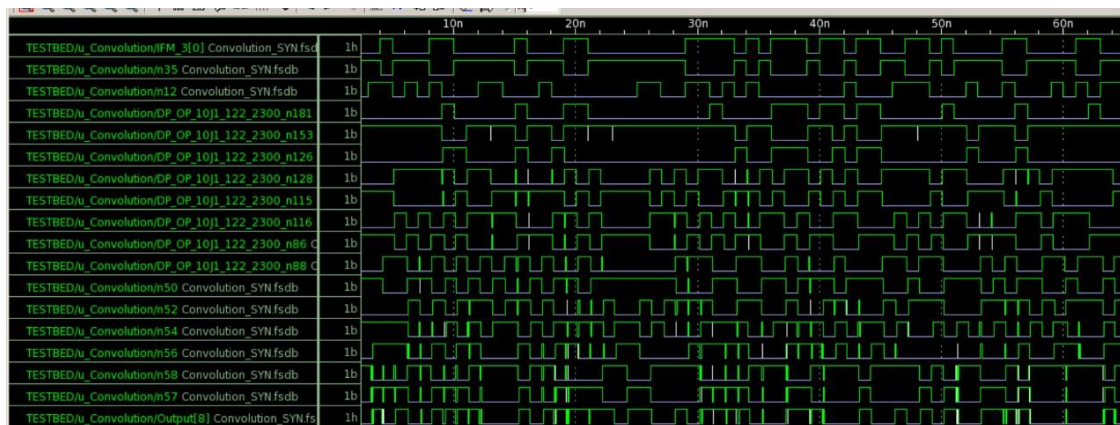 10n 20n 30n 40n 50n 60n
TESTBED/u_Convolution/IFM_3[0] Convolution_SYN.fsd 1h
TESTBED/u_Convolution/n35 Convolution_SYN.fsdb 1b
TESTBED/u_Convolution/n12 Convolution_SYN.fsdb 1b
TESTBED/u_Convolution/DP_OP_10J1_122_2300_n181 1b
TESTBED/u_Convolution/DP_OP_10J1_122_2300_n153 1b
TESTBED/u_Convolution/DP_OP_10J1_122_2300_n126 1b
TESTBED/u_Convolution/DP_OP_10J1_122_2300_n128 1b
TESTBED/u_Convolution/DP_OP_10J1_122_2300_n115 1b
TESTBED/u_Convolution/DP_OP_10J1_122_2300_n116 1b
TESTBED/u_Convolution/DP_OP_10J1_122_2300_n86 C 1b
TESTBED/u_Convolution/DP_OP_10J1_122_2300_n88 C 1b
TESTBED/u_Convolution/n50 Convolution_SYN.fsdb 1b
TESTBED/u_Convolution/n52 Convolution_SYN.fsdb 1b
TESTBED/u_Convolution/n54 Convolution_SYN.fsdb 1b
TESTBED/u_Convolution/n56 Convolution_SYN.fsdb 1b
TESTBED/u_Convolution/n58 Convolution_SYN.fsdb 1b
TESTBED/u_Convolution/n57 Convolution_SYN.fsdb 1b
TESTBED/u_Convolution/Output[8] Convolution_SYN.fs 1h